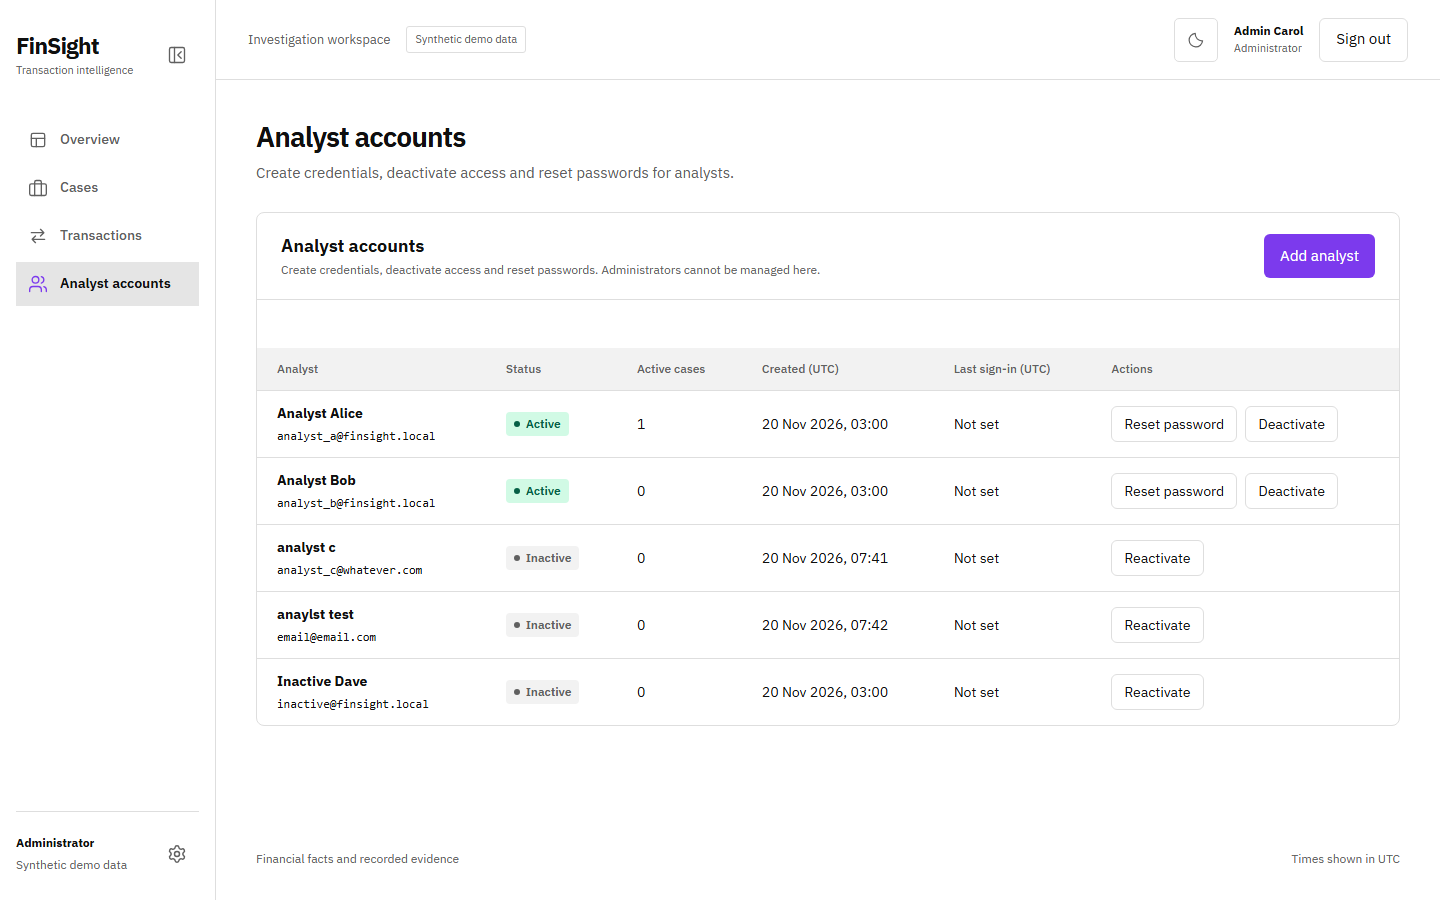 FinSight
Transaction intelligence
Overview
Cases
Transactions
Analyst accounts
Administrator
Synthetic demo data
Investigation workspace
Synthetic demo data
Admin Carol
Administrator
Sign out
Analyst accounts
Create credentials, deactivate access and reset passwords for analysts.
Analyst accounts
Create credentials, deactivate access and reset passwords. Administrators cannot be managed here.
Add analyst
Analyst Status Active cases Created (UTC) Last sign-in (UTC) Actions
Analyst Alice
analyst_a@finsight.local
Active 1 20 Nov 2026, 03:00 Not set Reset password Deactivate
Analyst Bob
analyst_b@finsight.local
Active 0 20 Nov 2026, 03:00 Not set Reset password Deactivate
analyst c
analyst_c@whatever.com
Inactive 0 20 Nov 2026, 07:41 Not set Reactivate
anaylst test
email@email.com
Inactive 0 20 Nov 2026, 07:42 Not set Reactivate
Inactive Dave
inactive@finsight.local
Inactive 0 20 Nov 2026, 03:00 Not set Reactivate
Financial facts and recorded evidence
Times shown in UTC